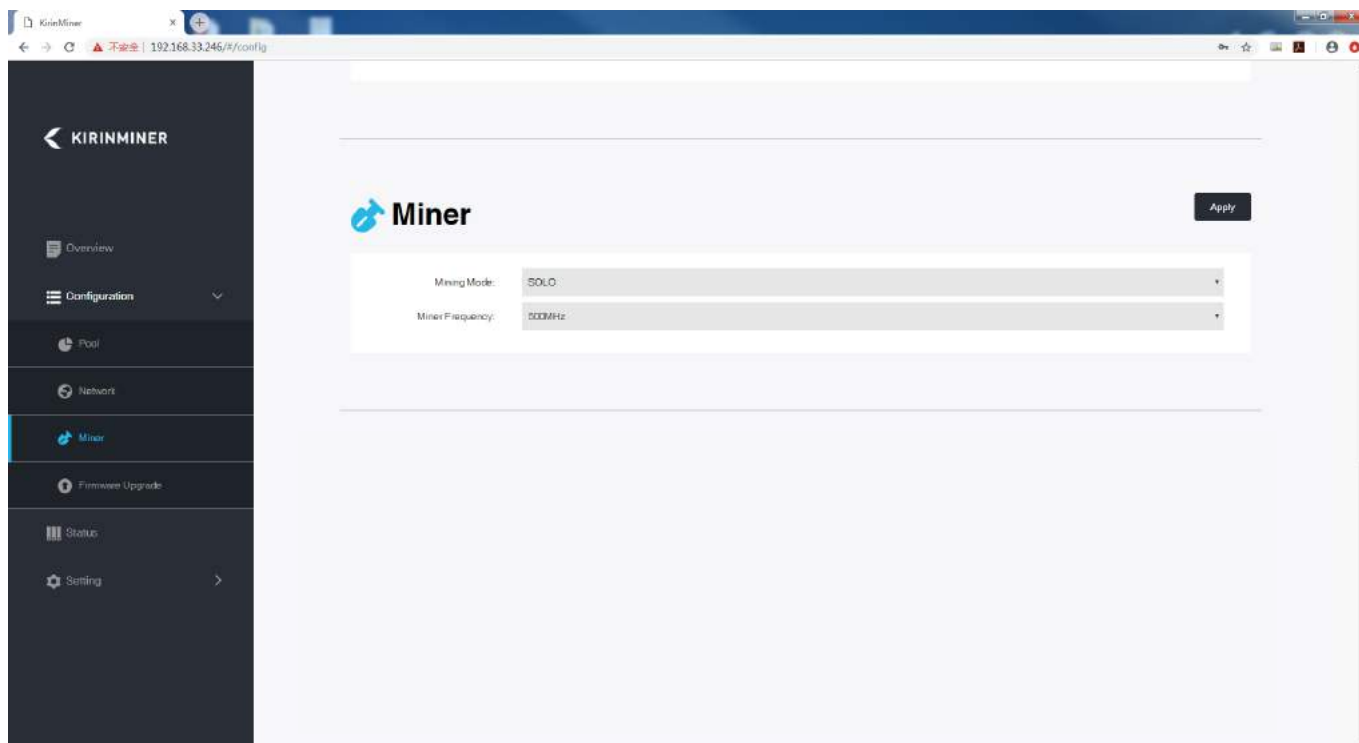 KirinMiner
不安全 | 192.168.33.246/#/config
KIRINMINER
Overview
Configuration
Pool
Network
Miner
Firmware Upgrade
Status
Setting
Miner
Apply
Mining Mode:
SOLO
Miner Frequency:
500MHz